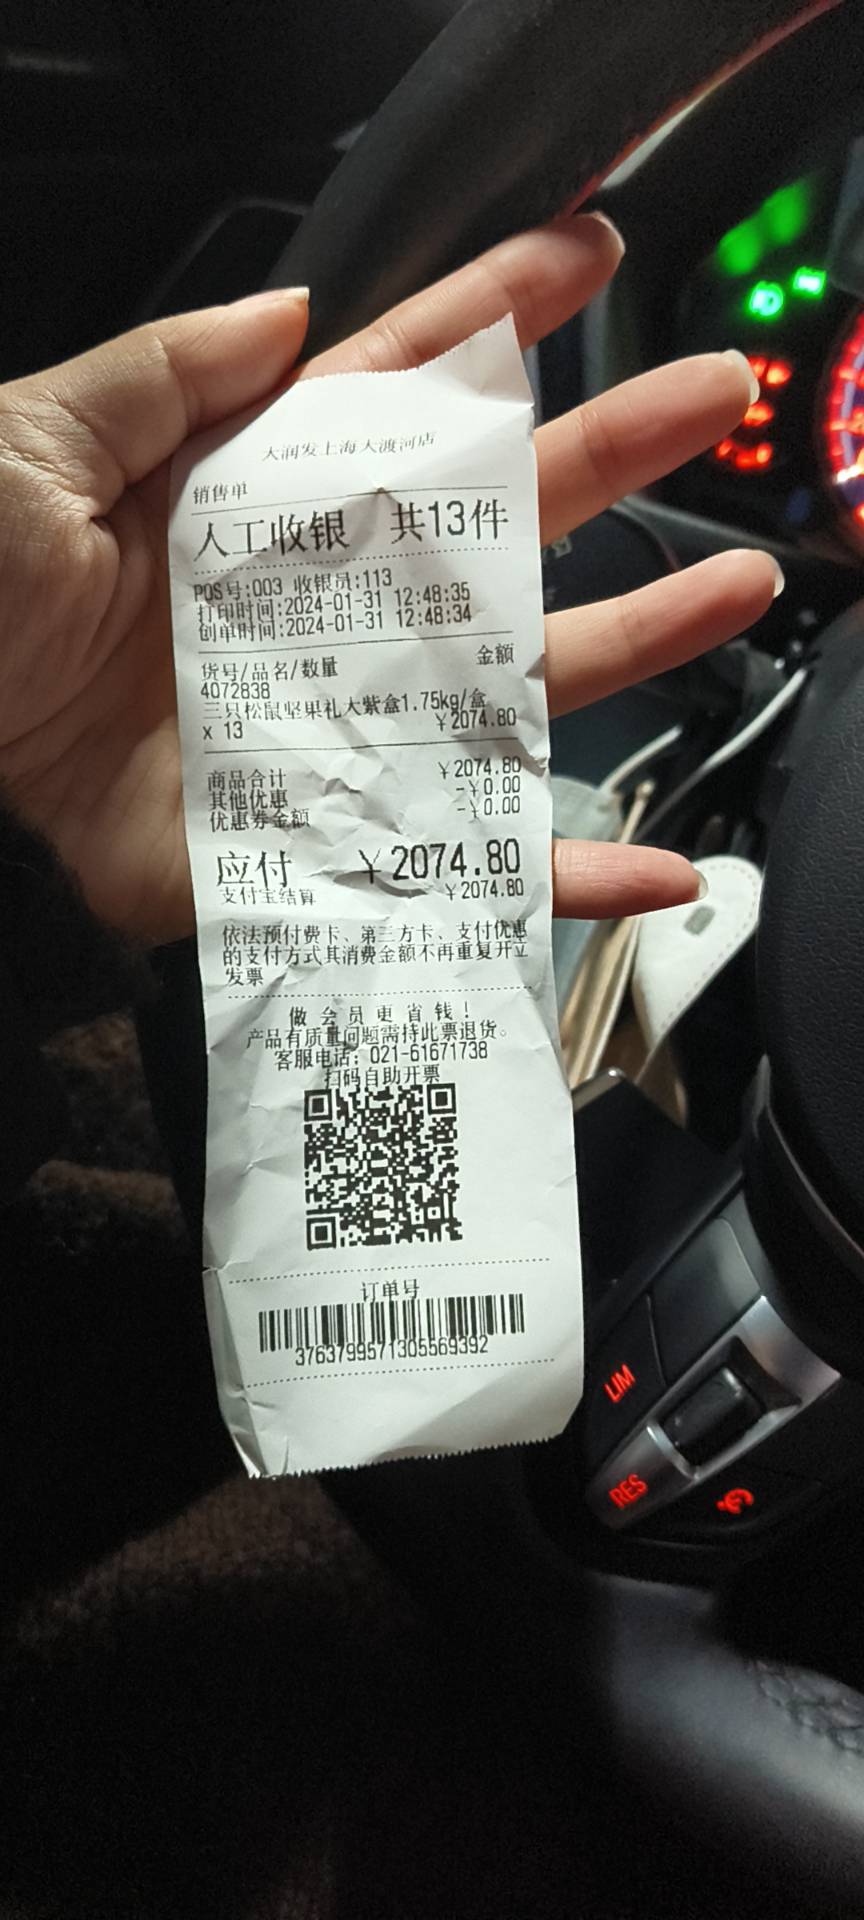 大润发上海大渡河店
销售单
人工收银 共13件
POS号:003 收银员:113
打印时间:2024-01-31 12:48:35
创单时间:2024-01-31 12:48:34
货号/品名/数量 金额
4072838
三只松鼠坚果礼大紫盒1.75kg/盒
x 13 ￥2074.80
商品合计 ￥2074.80
其他优惠 -￥0.00
优惠券金额 -￥0.00
应付 ￥2074.80
支付宝结算 ￥2074.80
依法预付费卡、第三方卡、支付优惠
的支付方式其消费金额不再重复开立
发票
做会员更省钱!
产品有质量问题需持此票退货。
客服电话: 021-61671738
扫码自助开票
订单号
3763799571305569392
LIM
RES